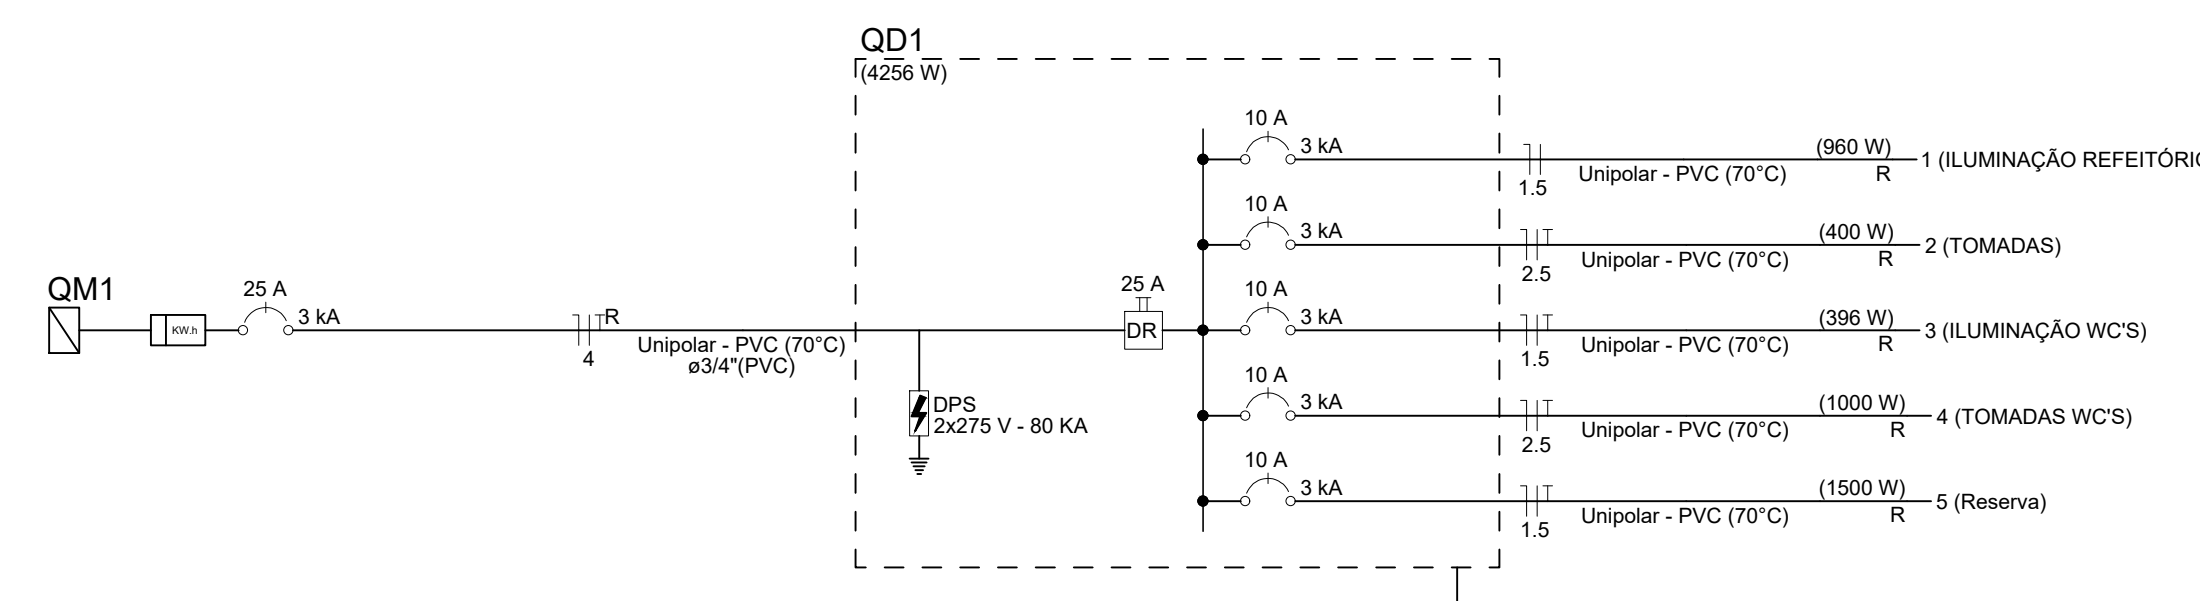 QD1
(4256 W)
10 A
3 kA
1.5
Unipolar - PVC (70°C)
(960 W)
R
1 (ILUMINAÇÃO REFEITÓRIO
10 A
3 kA
2.5
Unipolar - PVC (70°C)
(400 W)
R
2 (TOMADAS)
QM1
KW.h
25 A
3 kA
R
4
Unipolar - PVC (70°C)
ø3/4"(PVC)
25 A
DR
10 A
3 kA
1.5
Unipolar - PVC (70°C)
(396 W)
R
3 (ILUMINAÇÃO WC'S)
DPS
2x275 V - 80 KA
10 A
3 kA
2.5
Unipolar - PVC (70°C)
(1000 W)
R
4 (TOMADAS WC'S)
10 A
3 kA
1.5
Unipolar - PVC (70°C)
(1500 W)
R
5 (Reserva)